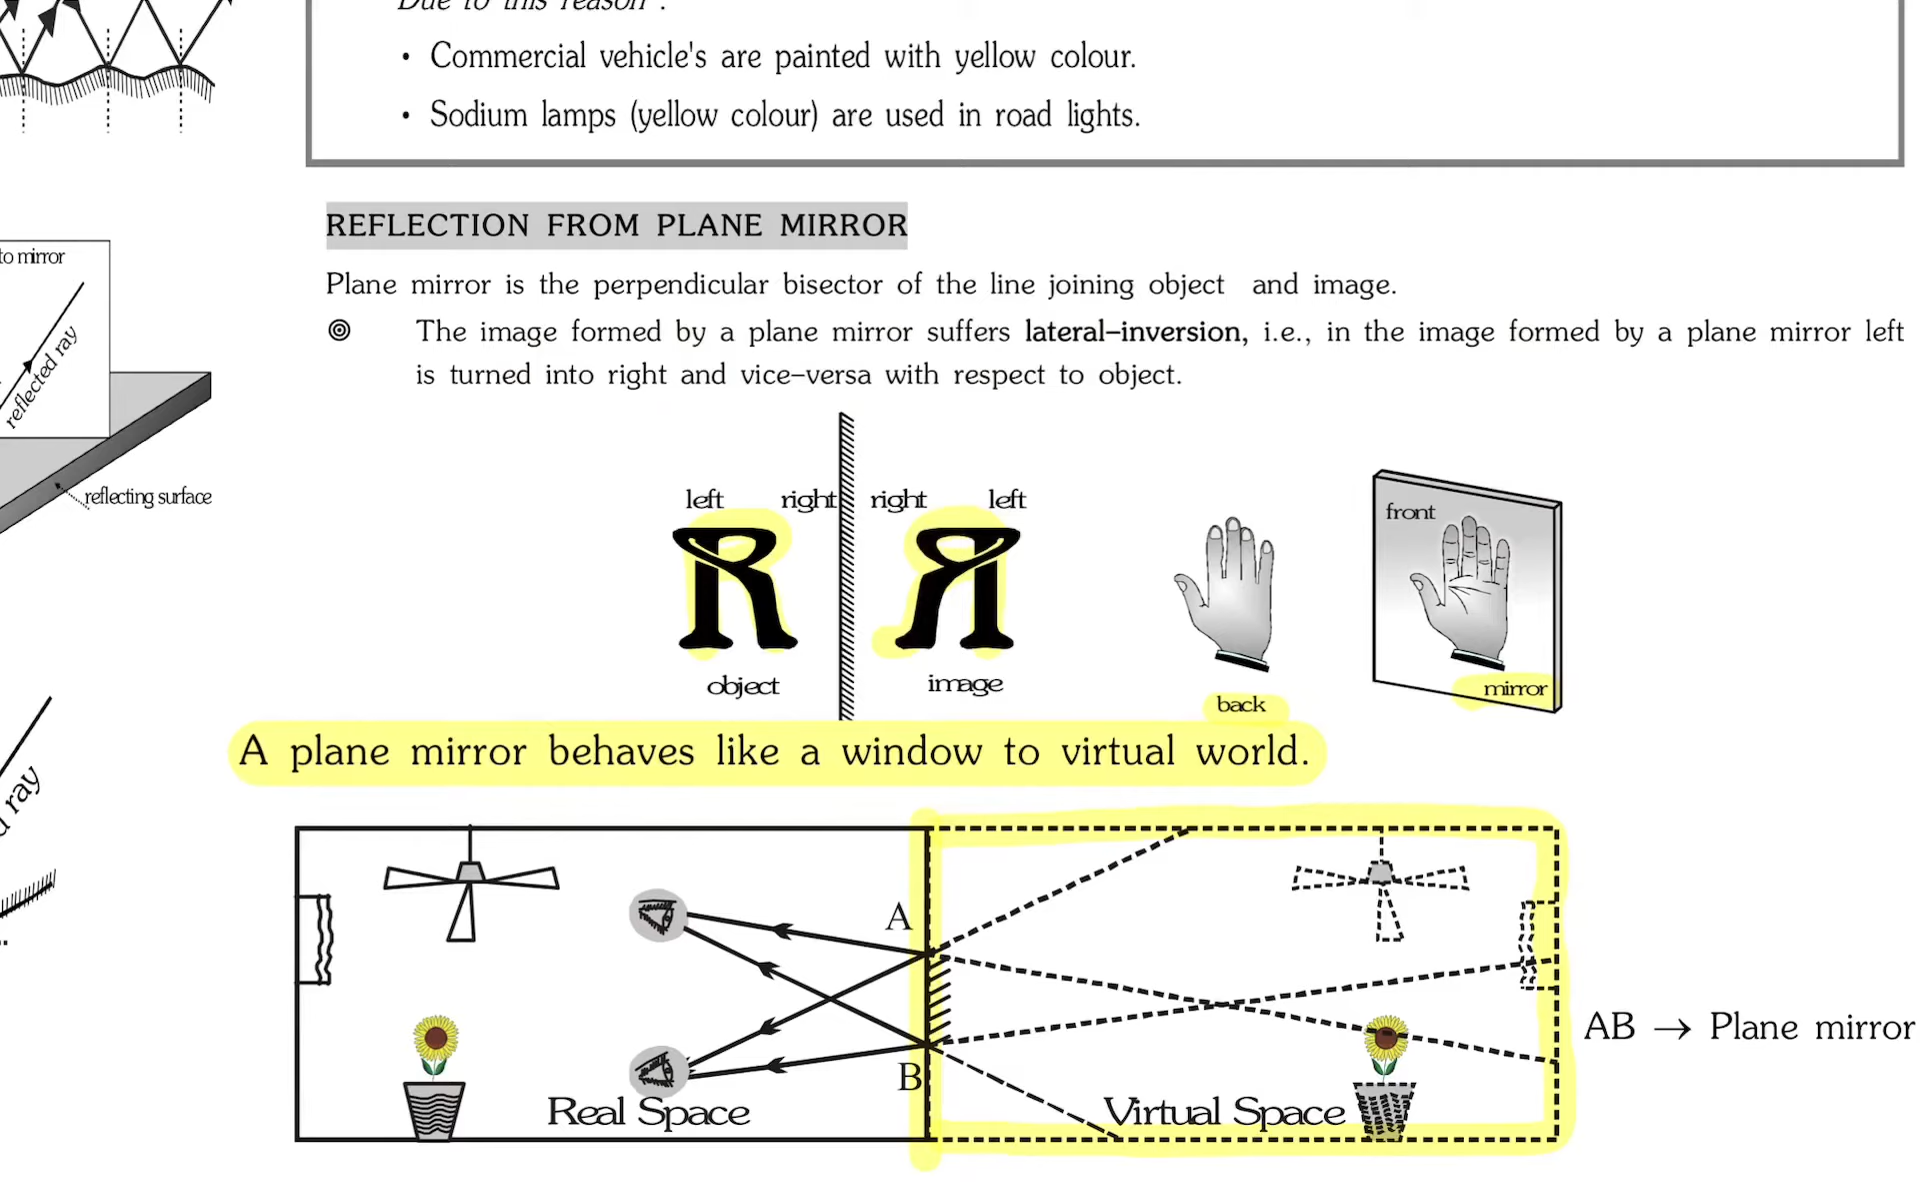 Due to this reason :
• Commercial vehicle's are painted with yellow colour.
• Sodium lamps (yellow colour) are used in road lights.
REFLECTION FROM PLANE MIRROR
to mirror
reflected ray
reflecting surface
ray
Plane mirror is the perpendicular bisector of the line joining object and image.
The image formed by a plane mirror suffers lateral–inversion, i.e., in the image formed by a plane mirror left
is turned into right and vice–versa with respect to object.
left right right left
object image
back
front
mirror
A plane mirror behaves like a window to virtual world.
A
B
Real Space
Virtual Space
AB → Plane mirror